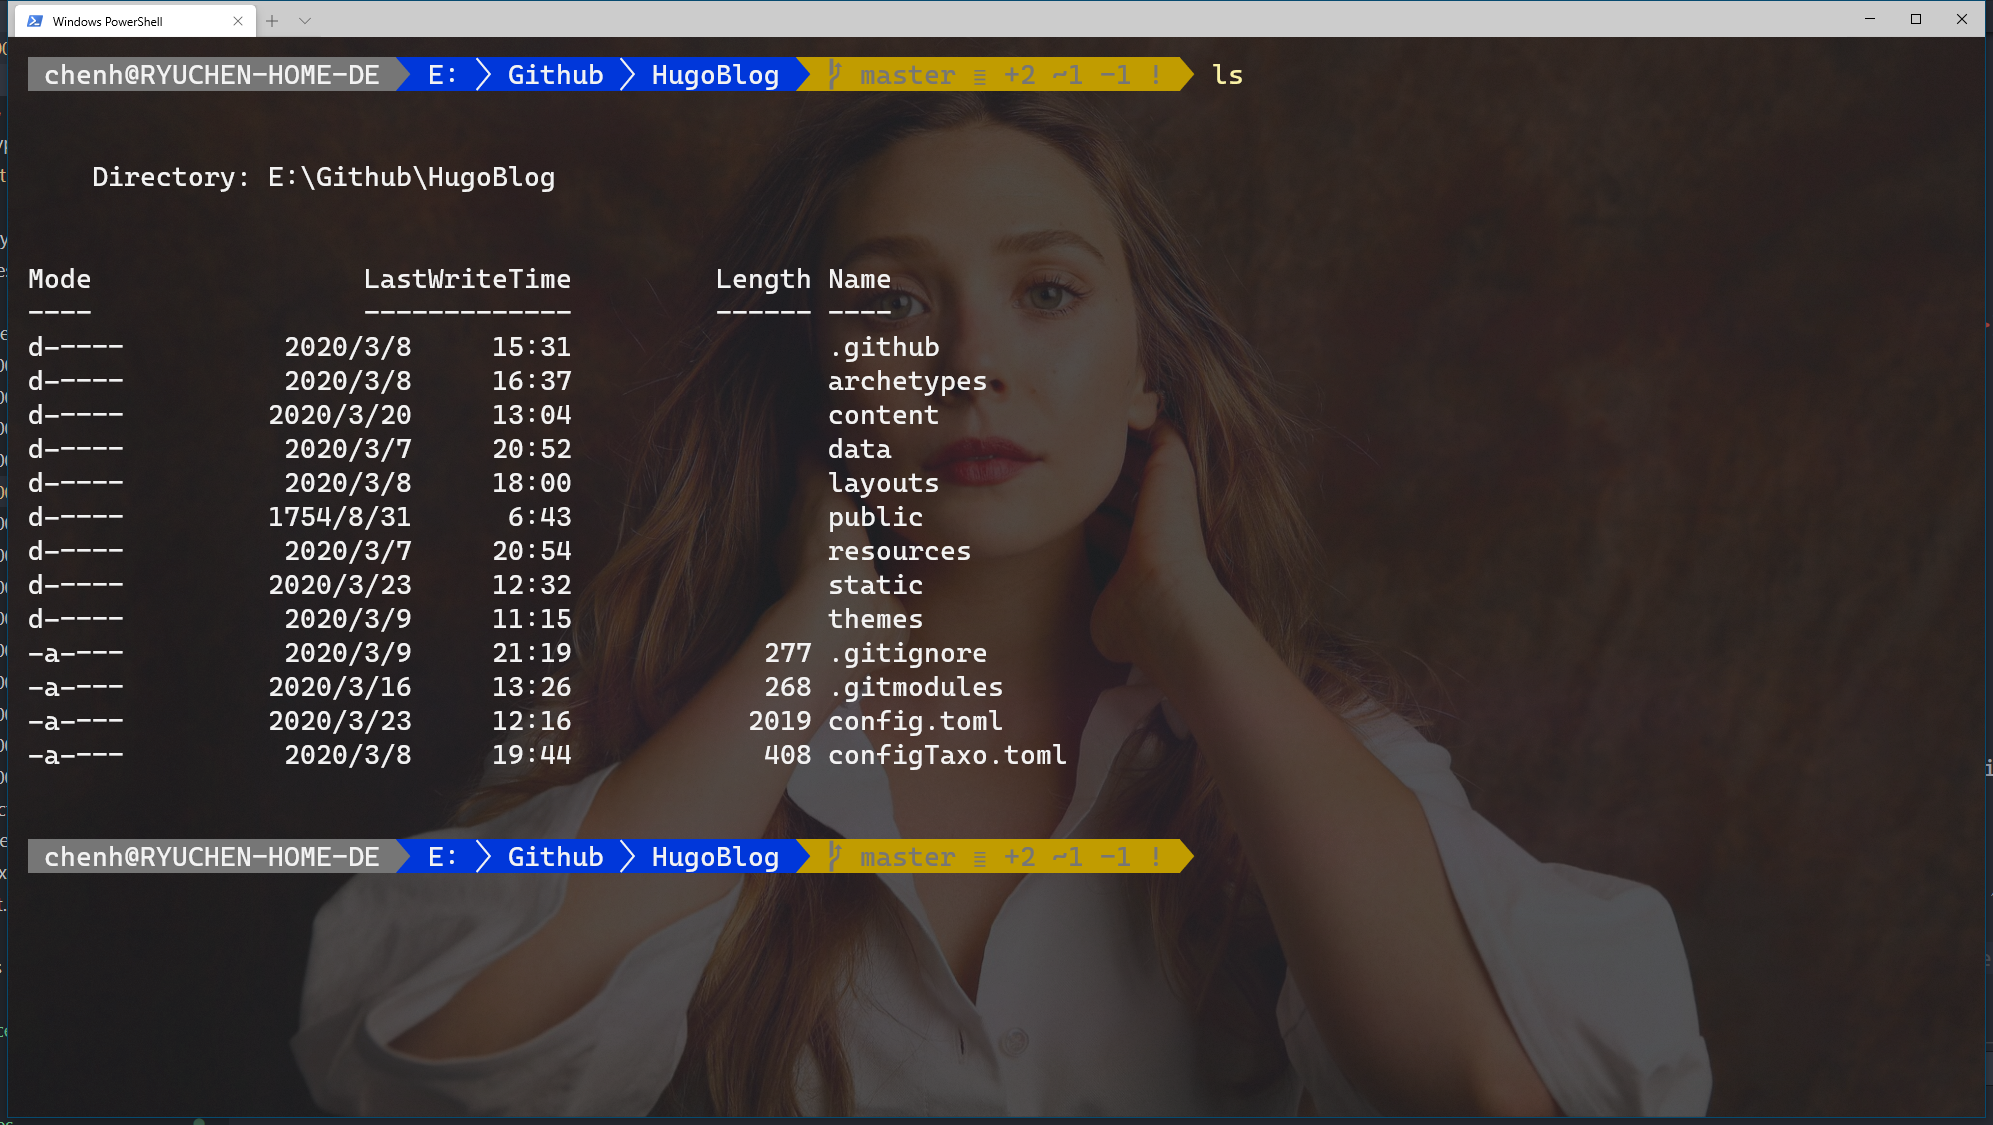 Windows PowerShell
chenh@RYUCHEN-HOME-DE E: Github HugoBlog master ≡ +2 ~1 -1 ! ls
Directory: E:\Github\HugoBlog
Mode LastWriteTime Length Name
---- ------------- ------ ----
d----- 2020/3/8 15:31 .github
d----- 2020/3/8 16:37 archetypes
d----- 2020/3/20 13:04 content
d----- 2020/3/7 20:52 data
d----- 2020/3/8 18:00 layouts
d----- 1754/8/31 6:43 public
d----- 2020/3/7 20:54 resources
d----- 2020/3/23 12:32 static
d----- 2020/3/9 11:15 themes
-a---- 2020/3/9 21:19 277 .gitignore
-a---- 2020/3/16 13:26 268 .gitmodules
-a---- 2020/3/23 12:16 2019 config.toml
-a---- 2020/3/8 19:44 408 configTaxo.toml
chenh@RYUCHEN-HOME-DE E: Github HugoBlog master ≡ +2 ~1 -1 !